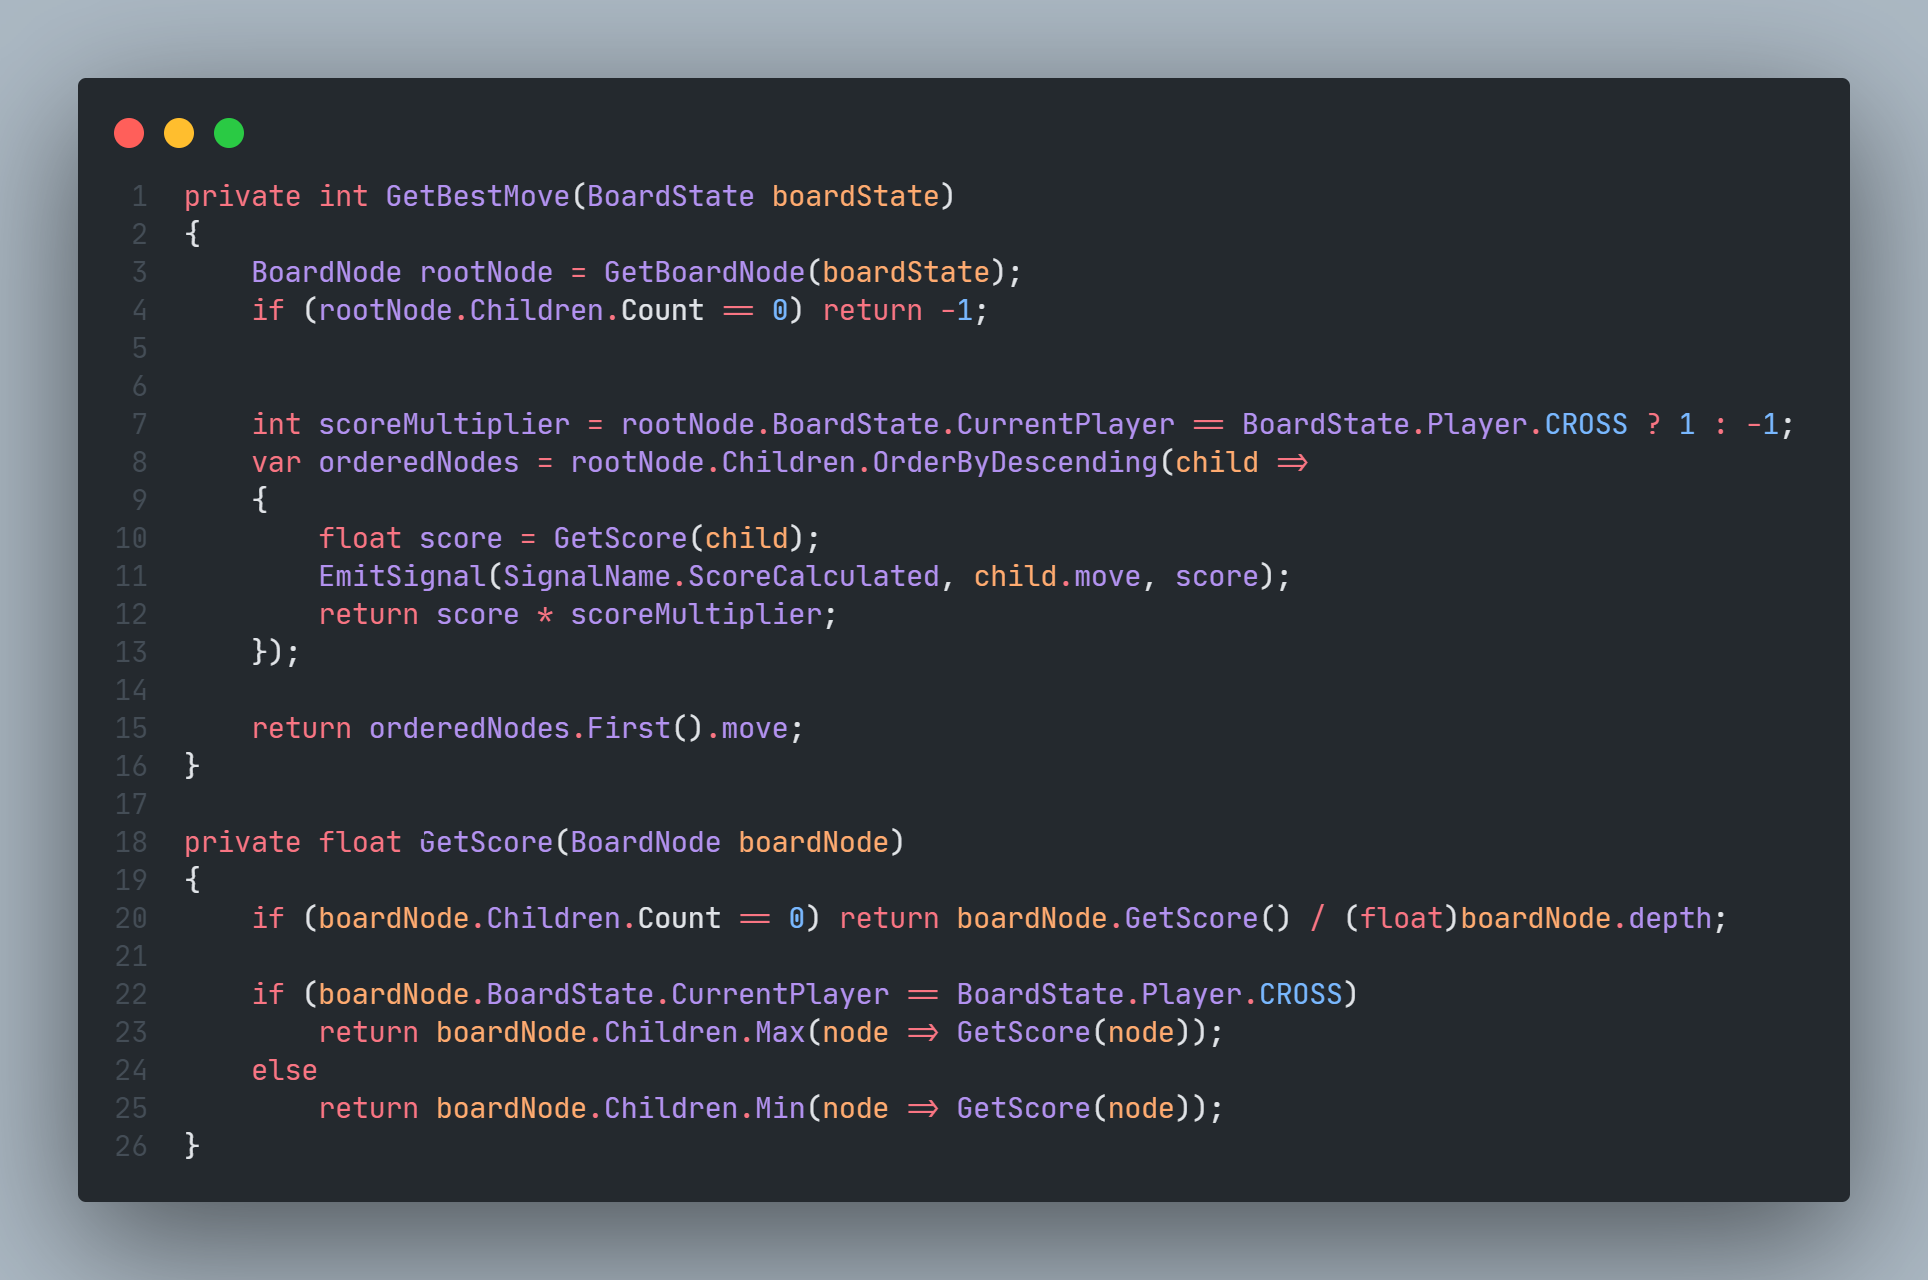 1 private int GetBestMove(BoardState boardState)
2 {
3     BoardNode rootNode = GetBoardNode(boardState);
4     if (rootNode.Children.Count == 0) return -1;
5
6
7     int scoreMultiplier = rootNode.BoardState.CurrentPlayer == BoardState.Player.CROSS ? 1 : -1;
8     var orderedNodes = rootNode.Children.OrderByDescending(child =>
9     {
10         float score = GetScore(child);
11         EmitSignal(SignalName.ScoreCalculated, child.move, score);
12         return score * scoreMultiplier;
13     });
14
15     return orderedNodes.First().move;
16 }
17
18 private float GetScore(BoardNode boardNode)
19 {
20     if (boardNode.Children.Count == 0) return boardNode.GetScore() / (float)boardNode.depth;
21
22     if (boardNode.BoardState.CurrentPlayer == BoardState.Player.CROSS)
23         return boardNode.Children.Max(node => GetScore(node));
24     else
25         return boardNode.Children.Min(node => GetScore(node));
26 }